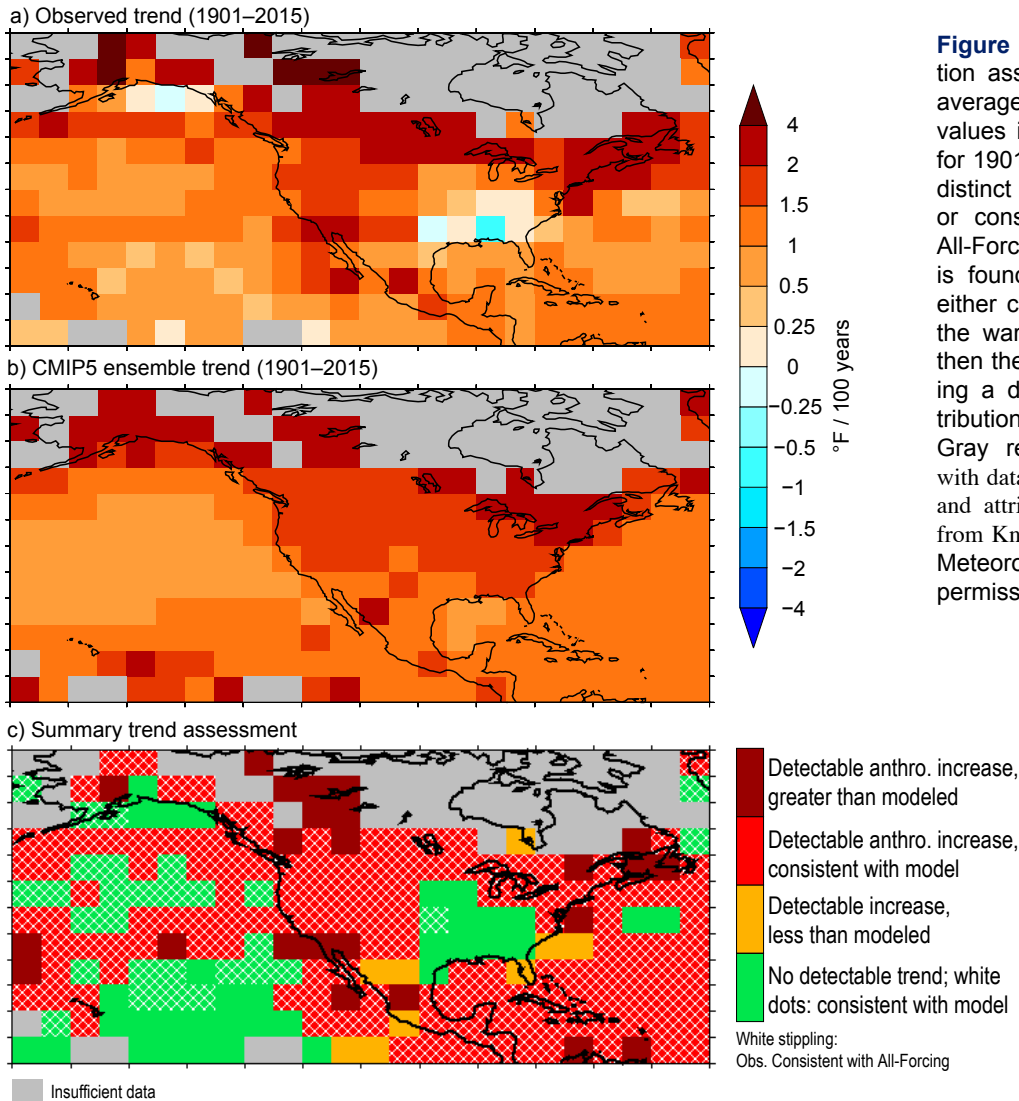 a) Observed trend (1901–2015)
4
2
1.5
1
0.5
0.25
0
−0.25
−0.5
−1
−1.5
−2
−4
°F / 100 years
b) CMIP5 ensemble trend (1901–2015)
c) Summary trend assessment
Detectable anthro. increase,
greater than modeled
Detectable anthro. increase,
consistent with model
Detectable increase,
less than modeled
No detectable trend; white
dots: consistent with model
White stippling:
Obs. Consistent with All-Forcing
Insufficient data
Figure
tion ass
average
values i
for 1901
distinct
or cons
All-Forc
is foun
either c
the war
then the
ing a d
tribution
Gray re
with data
and attri
from Kn
Meteoro
permiss